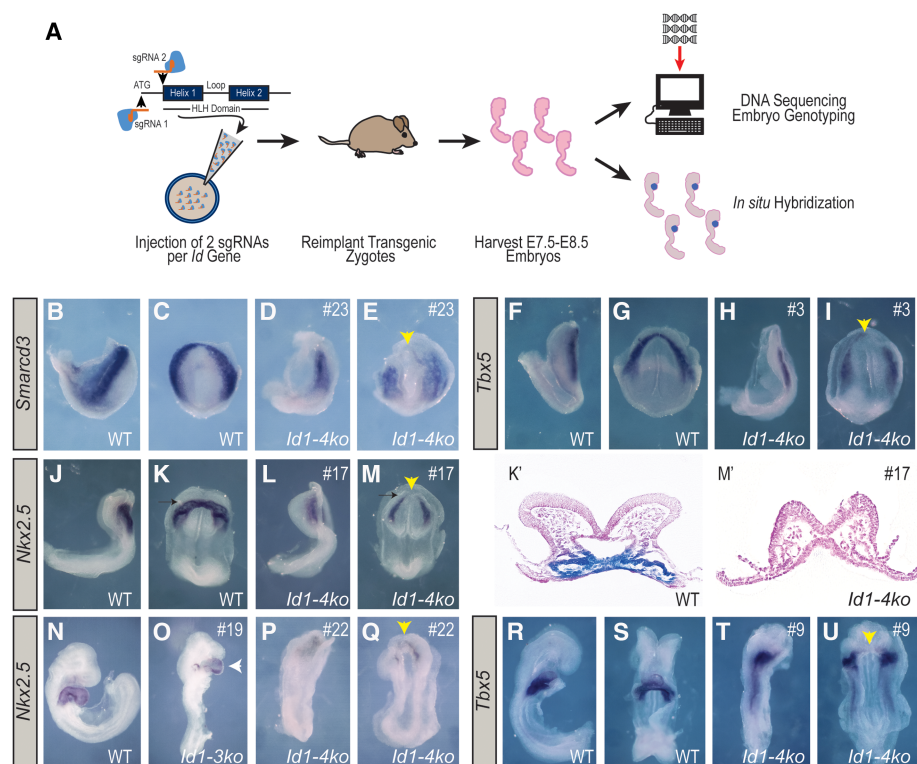 A
sgRNA 2
ATG
Helix 1
Loop
Helix 2
HLH Domain
sgRNA 1
DNA Sequencing
Embryo Genotyping
In situ Hybridization
Injection of 2 sgRNAs
per Id Gene
Reimplant Transgenic
Zygotes
Harvest E7.5-E8.5
Embryos
Smarcd3
B
WT
C
WT
D
#23
Id1-4ko
E
#23
Id1-4ko
Tbx5
F
WT
G
WT
H
#3
Id1-4ko
I
#3
Id1-4ko
Nkx2.5
J
WT
K
WT
L
#17
Id1-4ko
M
#17
Id1-4ko
K'
WT
M'
#17
Id1-4ko
Nkx2.5
N
WT
O
#19
Id1-3ko
P
#22
Id1-4ko
Q
#22
Id1-4ko
Tbx5
R
WT
S
WT
T
#9
Id1-4ko
U
#9
Id1-4ko